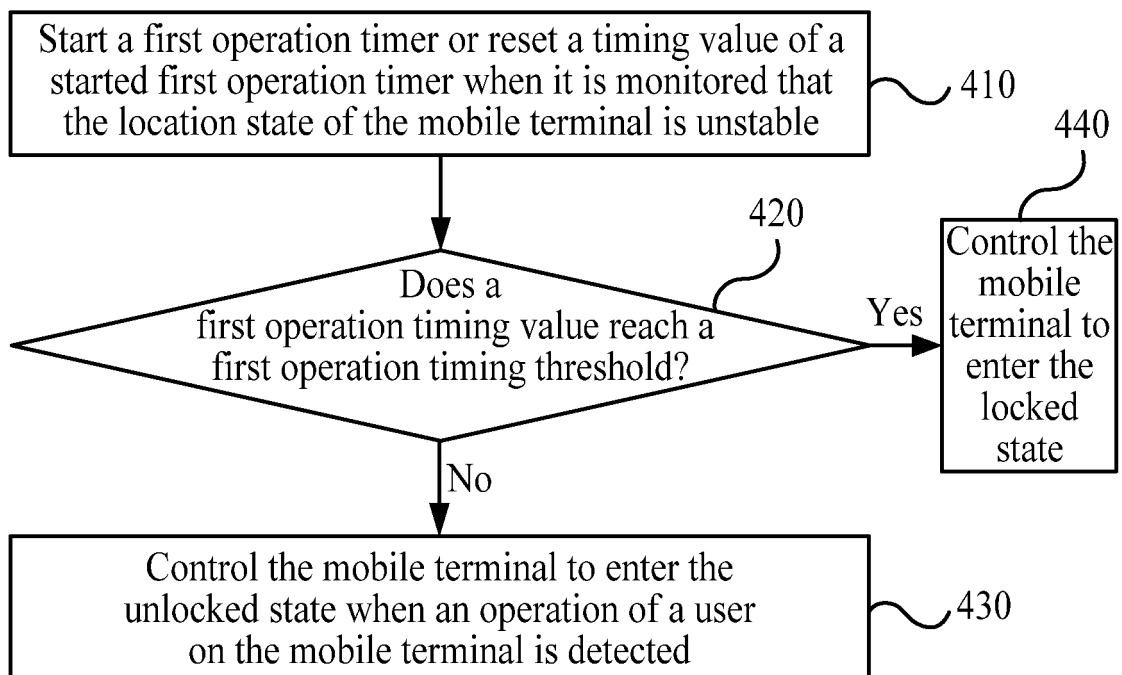 Start a first operation timer or reset a timing value of a
started first operation timer when it is monitored that
the location state of the mobile terminal is unstable
410
440
420
Does a
first operation timing value reach a
first operation timing threshold?
Yes
Control the
mobile
terminal to
enter the
locked
state
No
Control the mobile terminal to enter the
unlocked state when an operation of a user
on the mobile terminal is detected
430